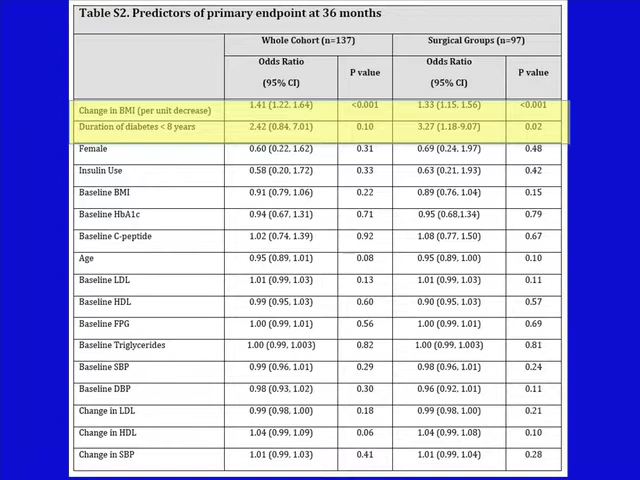 Table S2. Predictors of primary endpoint at 36 months
Whole Cohort (n=137) Surgical Groups (n=97)
Odds Ratio (95% CI) P value Odds Ratio (95% CI) P value
Change in BMI (per unit decrease) 1.41 (1.22, 1.64) <0.001 1.33 (1.15, 1.56) <0.001
Duration of diabetes < 8 years 2.42 (0.84, 7.01) 0.10 3.27 (1.18-9.07) 0.02
Female 0.60 (0.22, 1.62) 0.31 0.69 (0.24, 1.97) 0.48
Insulin Use 0.58 (0.20, 1.72) 0.33 0.63 (0.21, 1.93) 0.42
Baseline BMI 0.91 (0.79, 1.06) 0.22 0.89 (0.76, 1.04) 0.15
Baseline HbA1c 0.94 (0.67, 1.31) 0.71 0.95 (0.68,1.34) 0.79
Baseline C-peptide 1.02 (0.74, 1.39) 0.92 1.08 (0.77, 1.50) 0.67
Age 0.95 (0.89, 1.01) 0.08 0.95 (0.89, 1.00) 0.10
Baseline LDL 1.01 (0.99, 1.03) 0.13 1.01 (0.99, 1.03) 0.11
Baseline HDL 0.99 (0.95, 1.03) 0.60 0.90 (0.95, 1.03) 0.57
Baseline FPG 1.00 (0.99, 1.01) 0.56 1.00 (0.99, 1.01) 0.69
Baseline Triglycerides 1.00 (0.99, 1.003) 0.82 1.00 (0.99, 1.003) 0.81
Baseline SBP 0.99 (0.96, 1.01) 0.29 0.98 (0.96, 1.01) 0.24
Baseline DBP 0.98 (0.93, 1.02) 0.30 0.96 (0.92, 1.01) 0.11
Change in LDL 0.99 (0.98, 1.00) 0.18 0.99 (0.98, 1.00) 0.21
Change in HDL 1.04 (0.99, 1.09) 0.06 1.04 (0.99, 1.08) 0.10
Change in SBP 1.01 (0.99, 1.03) 0.41 1.01 (0.99, 1.04) 0.28